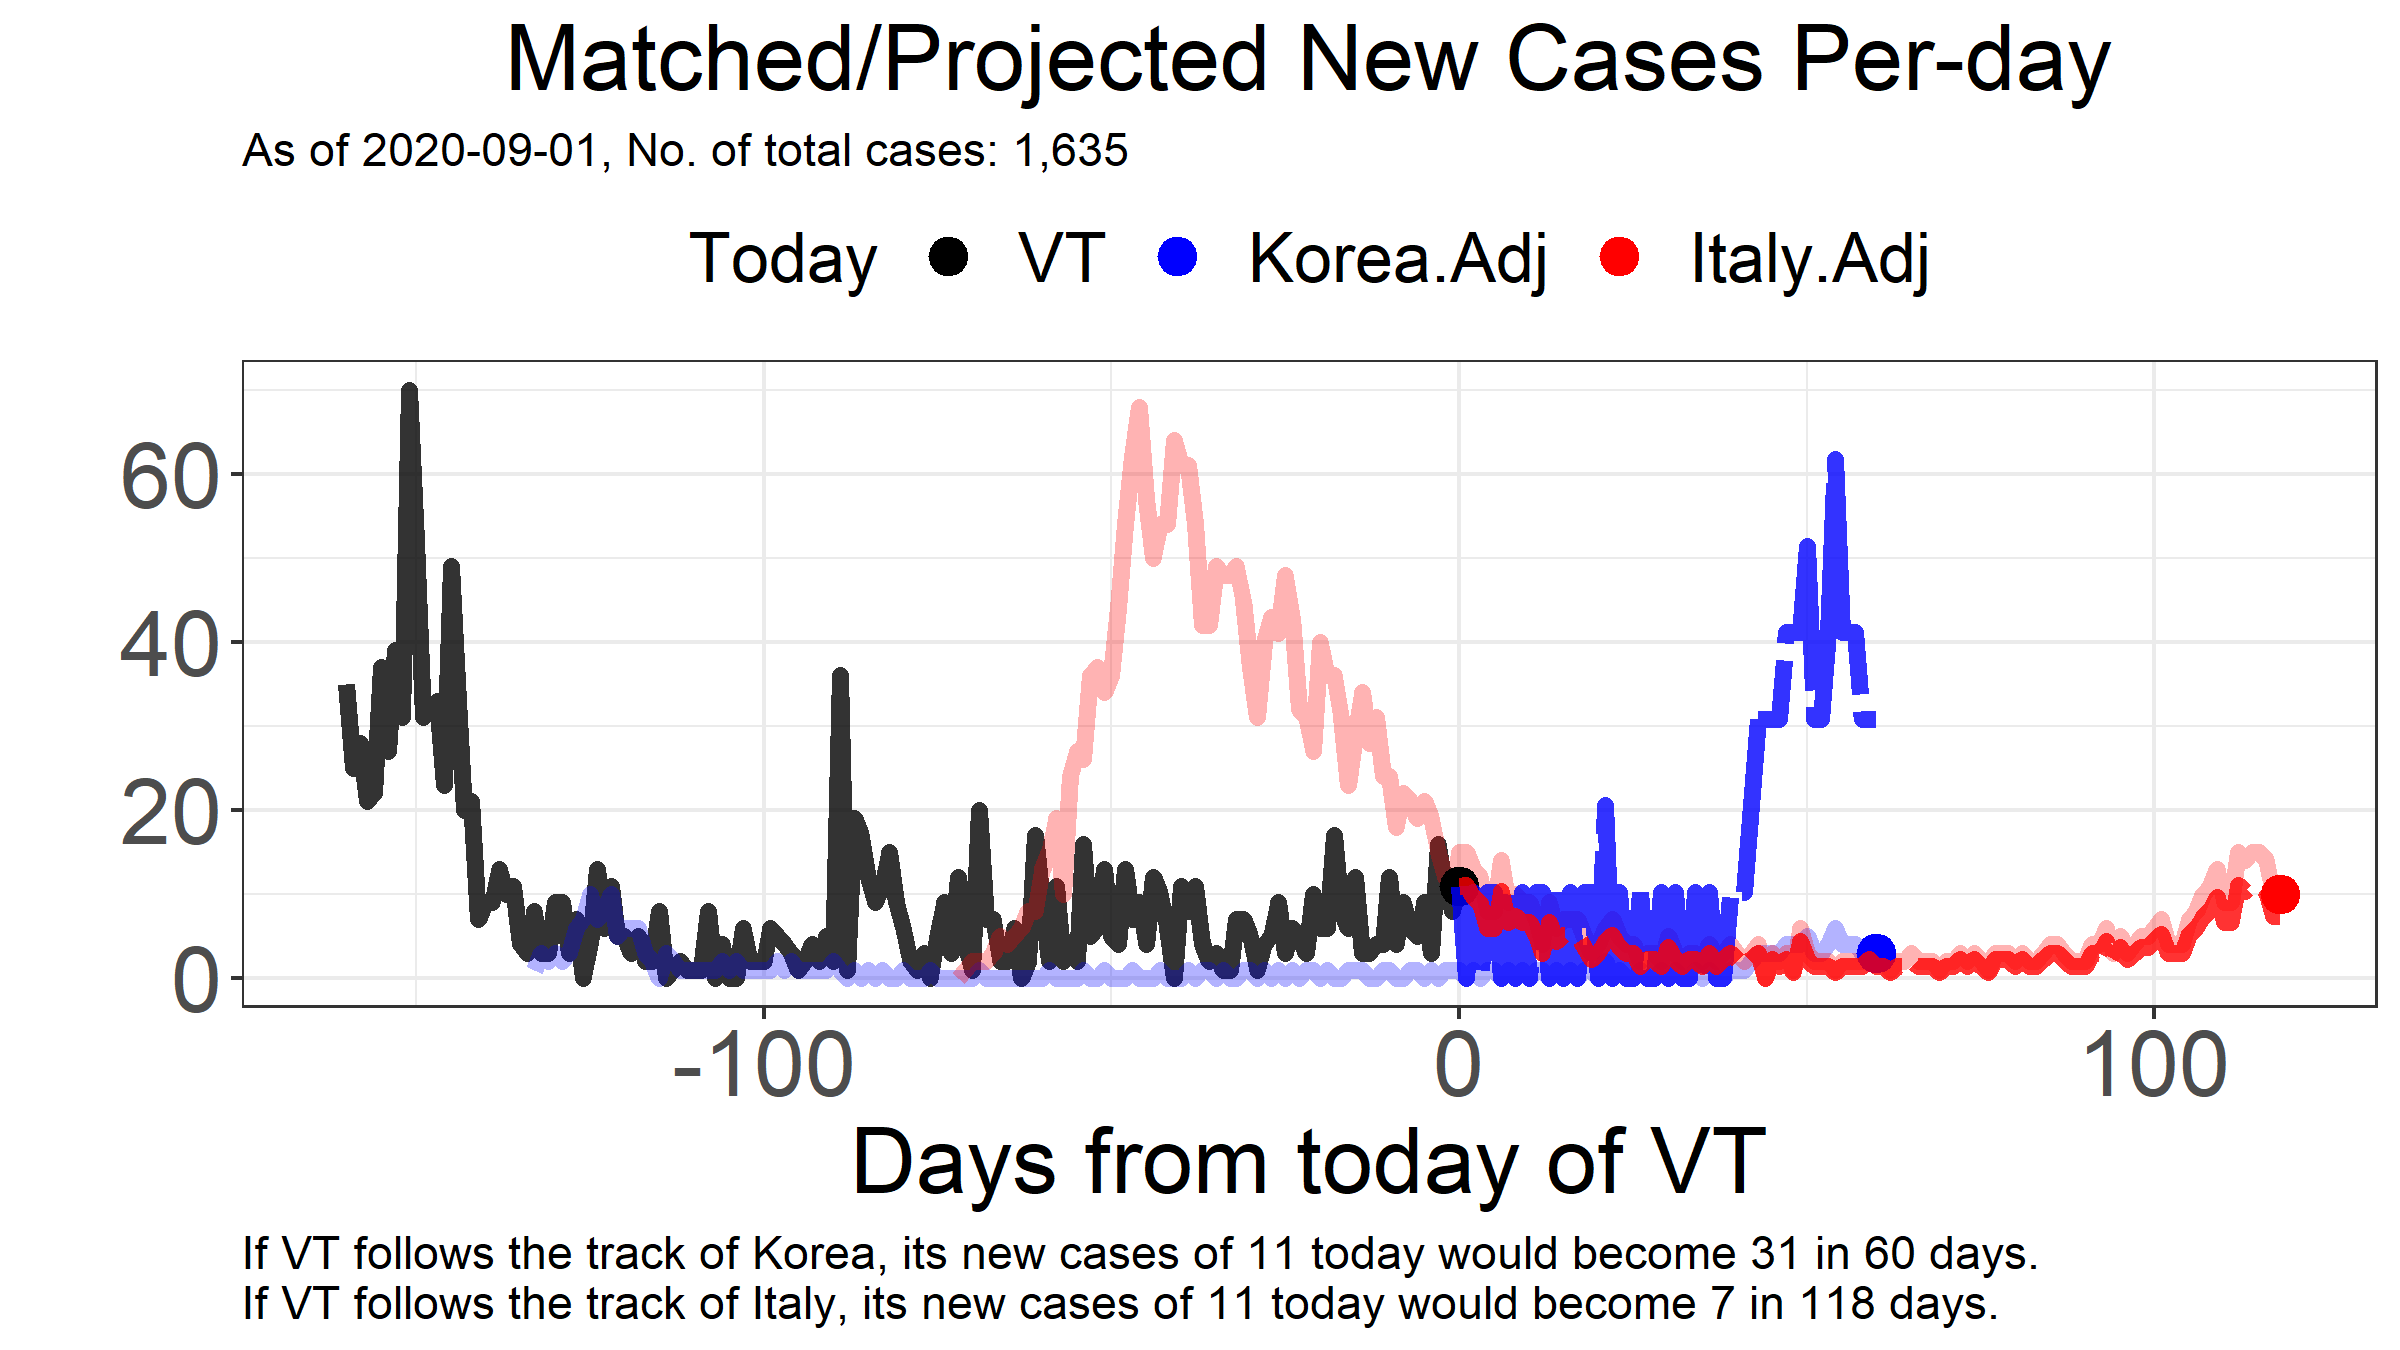 Matched/Projected New Cases Per-day
As of 2020-09-01, No. of total cases: 1,635
Today VT Korea.Adj Italy.Adj
60
40
20
0
-100 0 100
Days from today of VT
If VT follows the track of Korea, its new cases of 11 today would become 31 in 60 days.
If VT follows the track of Italy, its new cases of 11 today would become 7 in 118 days.